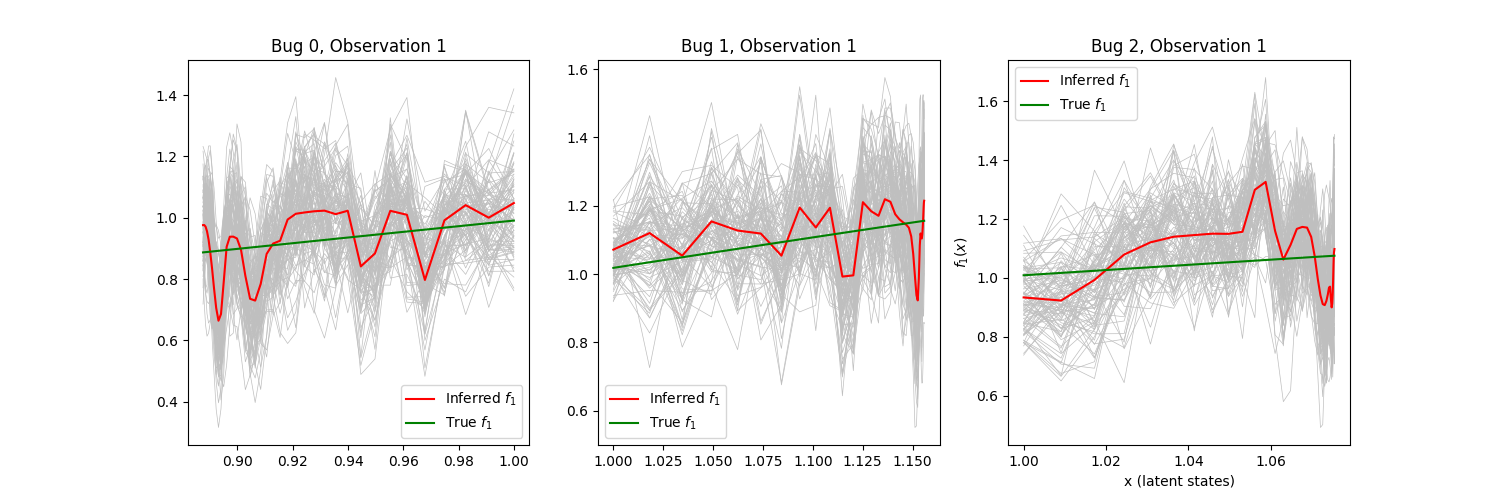 Bug 0, Observation 1
1.4
1.2
1.0
0.8
0.6
0.4
0.90 0.92 0.94 0.96 0.98 1.00
Inferred f₁
True f₁
Bug 1, Observation 1
1.6
1.4
1.2
1.0
0.8
0.6
1.000 1.025 1.050 1.075 1.100 1.125 1.150
Inferred f₁
True f₁
Bug 2, Observation 1
f₁(x)
1.6
1.4
1.2
1.0
0.8
0.6
1.00 1.02 1.04 1.06
x (latent states)
Inferred f₁
True f₁